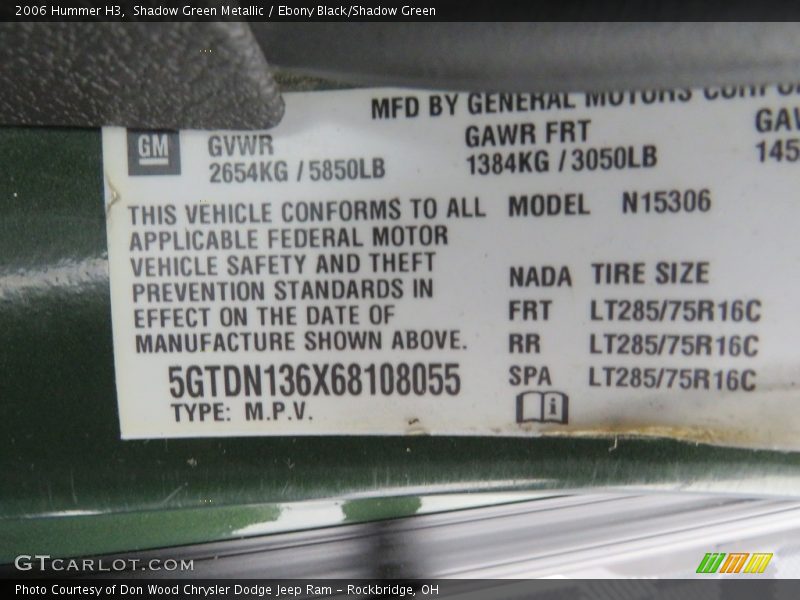 2006 Hummer H3, Shadow Green Metallic / Ebony Black/Shadow Green
MFD BY GENERAL MOTORS
GM
GVWR
2654KG / 5850LB
GAWR FRT
1384KG / 3050LB
THIS VEHICLE CONFORMS TO ALL
APPLICABLE FEDERAL MOTOR
VEHICLE SAFETY AND THEFT
PREVENTION STANDARDS IN
EFFECT ON THE DATE OF
MANUFACTURE SHOWN ABOVE.
5GTDN136X68108055
TYPE: M.P.V.
MODEL N15306
NADA TIRE SIZE
FRT LT285/75R16C
RR LT285/75R16C
SPA LT285/75R16C
GTCARLOT.COM
Photo Courtesy of Don Wood Chrysler Dodge Jeep Ram – Rockbridge, OH